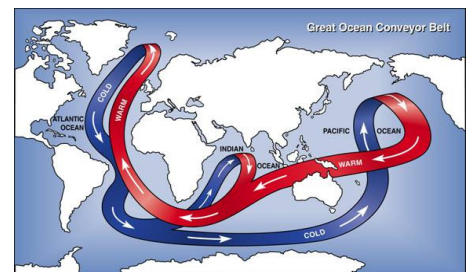 Great Ocean Conveyor Belt
COLD
WARM
ATLANTIC
OCEAN
PACIFIC
OCEAN
INDIAN
OCEAN
WARM
COLD